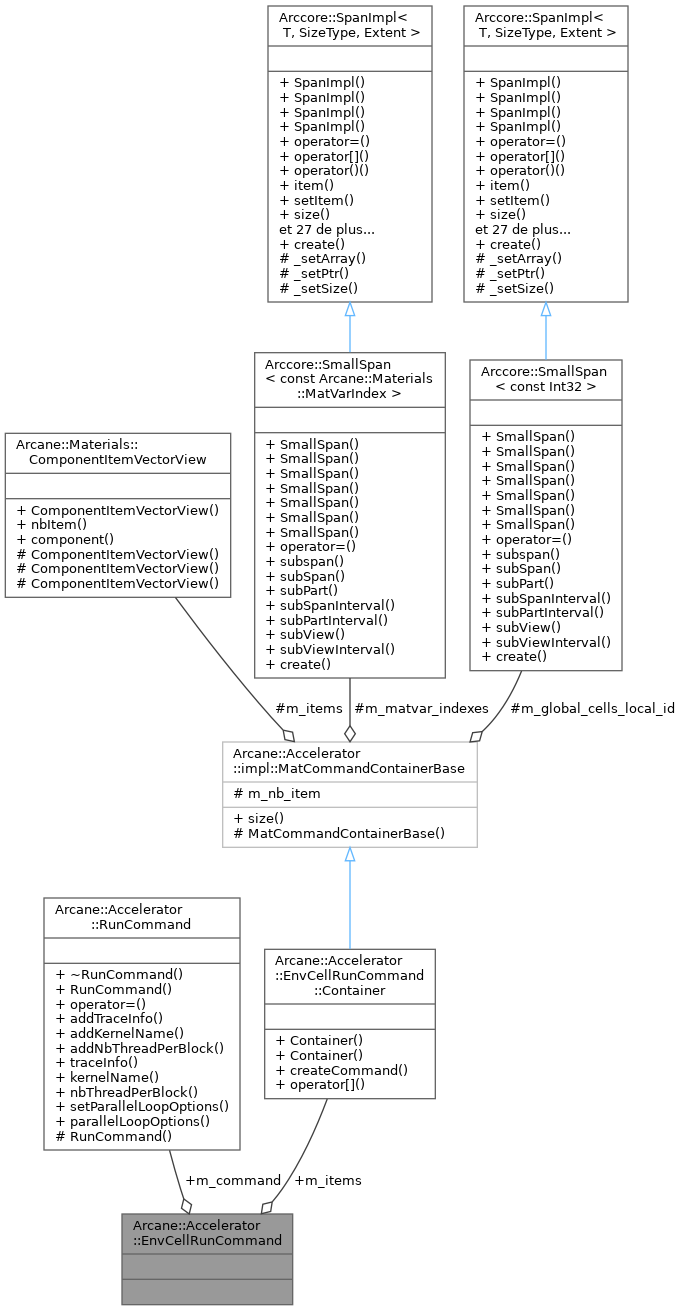 Arccore::SpanImpl<
T, SizeType, Extent >
+ SpanImpl()
+ SpanImpl()
+ SpanImpl()
+ SpanImpl()
+ operator=()
+ operator[]()
+ operator()()
+ item()
+ setItem()
+ size()
et 27 de plus...
+ create()
# _setArray()
# _setPtr()
# _setSize()
Arccore::SpanImpl<
T, SizeType, Extent >
+ SpanImpl()
+ SpanImpl()
+ SpanImpl()
+ SpanImpl()
+ operator=()
+ operator[]()
+ operator()()
+ item()
+ setItem()
+ size()
et 27 de plus...
+ create()
# _setArray()
# _setPtr()
# _setSize()
Arccore::SmallSpan
< const Arcane::Materials
::MatVarIndex >
+ SmallSpan()
+ SmallSpan()
+ SmallSpan()
+ SmallSpan()
+ SmallSpan()
+ SmallSpan()
+ SmallSpan()
+ operator=()
+ subspan()
+ subSpan()
+ subPart()
+ subSpanInterval()
+ subPartInterval()
+ subView()
+ subViewInterval()
+ create()
Arccore::SmallSpan
< const Int32 >
+ SmallSpan()
+ SmallSpan()
+ SmallSpan()
+ SmallSpan()
+ SmallSpan()
+ SmallSpan()
+ SmallSpan()
+ operator=()
+ subspan()
+ subSpan()
+ subPart()
+ subSpanInterval()
+ subPartInterval()
+ subView()
+ subViewInterval()
+ create()
Arcane::Materials::
ComponentItemVectorView
+ ComponentItemVectorView()
+ nbItem()
+ component()
# ComponentItemVectorView()
# ComponentItemVectorView()
# ComponentItemVectorView()
#m_items
#m_matvar_indexes
#m_global_cells_local_id
Arcane::Accelerator
::impl::MatCommandContainerBase
# m_nb_item
+ size()
# MatCommandContainerBase()
Arcane::Accelerator
::RunCommand
+ ~RunCommand()
+ RunCommand()
+ operator=()
+ addTraceInfo()
+ addKernelName()
+ addNbThreadPerBlock()
+ traceInfo()
+ kernelName()
+ nbThreadPerBlock()
+ setParallelLoopOptions()
+ parallelLoopOptions()
# RunCommand()
Arcane::Accelerator
::EnvCellRunCommand
::Container
+ Container()
+ Container()
+ createCommand()
+ operator[]()
+m_command
+m_items
Arcane::Accelerator
::EnvCellRunCommand